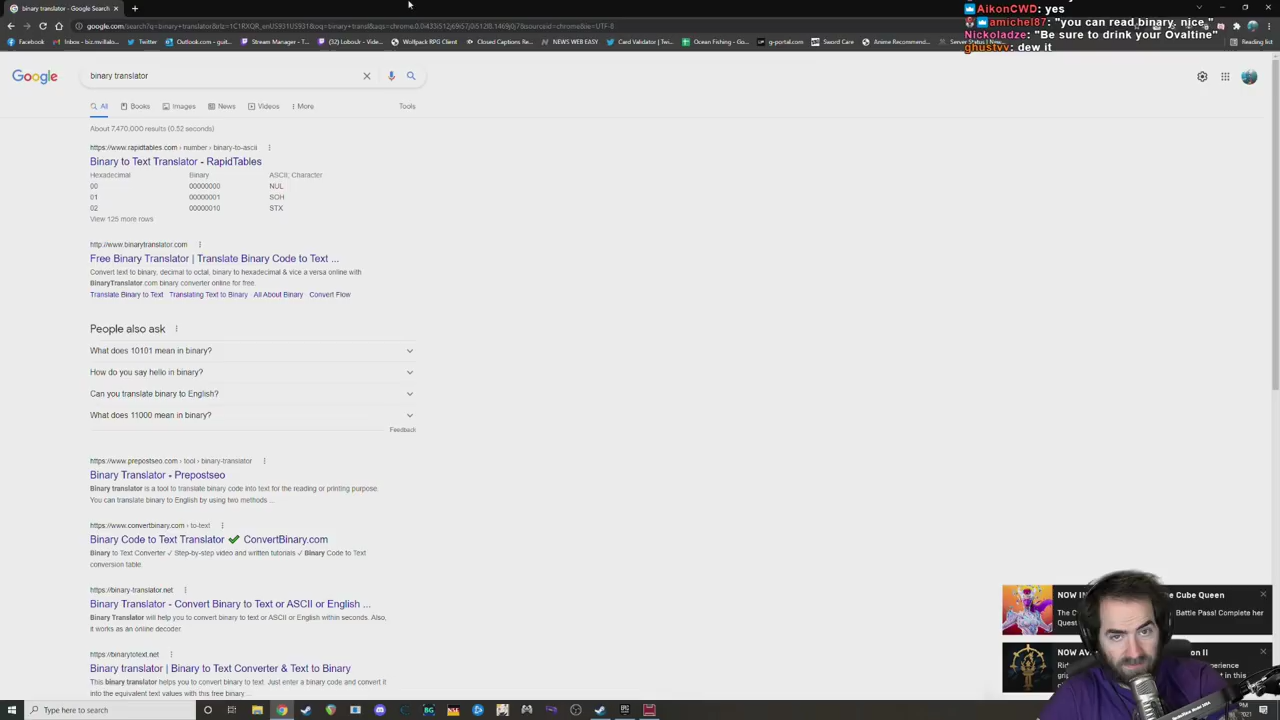 binary translator - Google Search
AikonCWD: yes
amichel87: "you can read binary, nice."
Nickoladze: "Be sure to drink your Ovaltine"
ghustvv: dew it
Facebook
Twitter
Stream Manager - T...
Wolfpack RPG Client
Closed Captions Rec...
NEWS WEB EASY
Card Validator | Tw...
Ocean Fishing - Go...
g-portal.com
Sword Care
Anime Recommend...
Reading list
Google
binary translator
All
Books
Images
News
Videos
More
Tools
About 7,470,000 results (0.52 seconds)
https://www.rapidtables.com › number › binary-to-ascii
Binary to Text Translator - RapidTables
Hexadecimal Binary ASCII; Character
00 00000000 NUL
01 00000001 SOH
02 00000010 STX
View 125 more rows
http://www.binarytranslator.com
Free Binary Translator | Translate Binary Code to Text ...
Convert text to binary, decimal to octal, binary to hexadecimal & vice a versa online with
BinaryTranslator.com binary converter online for free.
Translate Binary to Text Translating Text to Binary All About Binary Convert Flow
People also ask
What does 10101 mean in binary?
How do you say hello in binary?
Can you translate binary to English?
What does 11000 mean in binary?
Feedback
https://www.prepostseo.com › tool › binary-translator
Binary Translator - Prepostseo
Binary translator is a tool to translate binary code into text for the reading or printing purpose.
You can translate binary to English by using two methods ...
https://www.convertbinary.com › to-text
Binary Code to Text Translator ✔ ConvertBinary.com
Binary to Text Converter ✓ Step-by-step video and written tutorials ✓ Binary Code to Text
conversion table.
https://binary-translator.net
Binary Translator - Convert Binary to Text or ASCII or English ...
Binary Translator will help you to convert binary to text or ASCII or English within seconds. Also,
it works as an online decoder.
https://binarytotext.net
Binary translator | Binary to Text Converter & Text to Binary
This binary translator helps you to convert binary to text. Just enter a binary code and convert it
into the equivalent text values with this free binary...
NOW IN
e Cube Queen
The C
Battle Pass! Complete her
Quest
NOW AV
on II
Type here to search